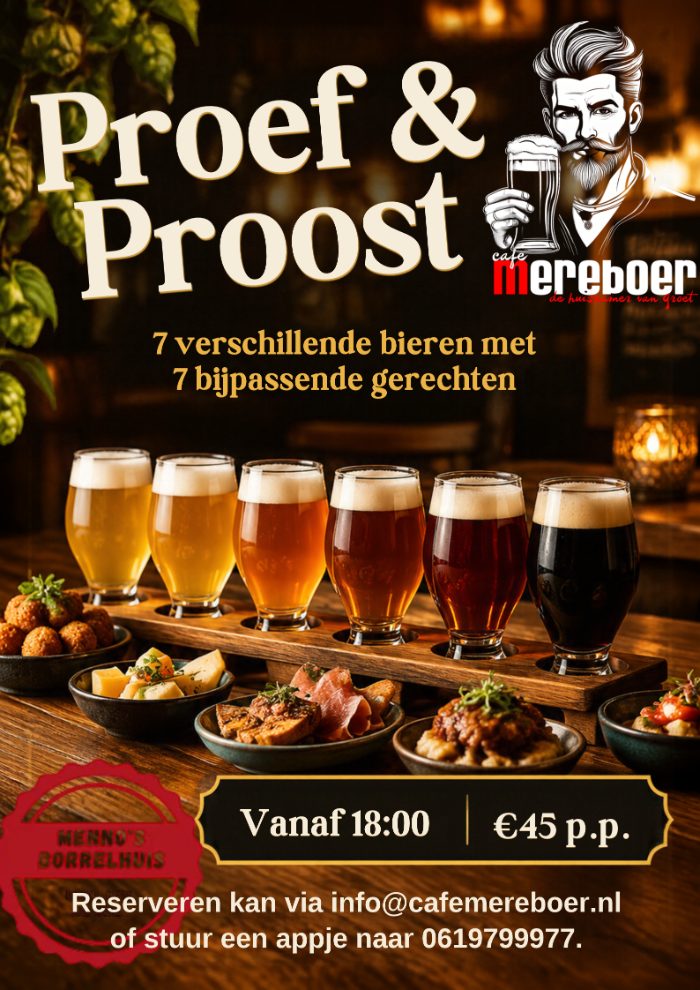 Proef &
Proost
cafe
mereboer
de huiskamer van Groet
7 verschillende bieren met
7 bijpassende gerechten
Vanaf 18:00
€45 p.p.
MENNO'S
BORRELHUIS
Reserveren kan via info@cafemereboer.nl
of stuur een appje naar 0619799977.